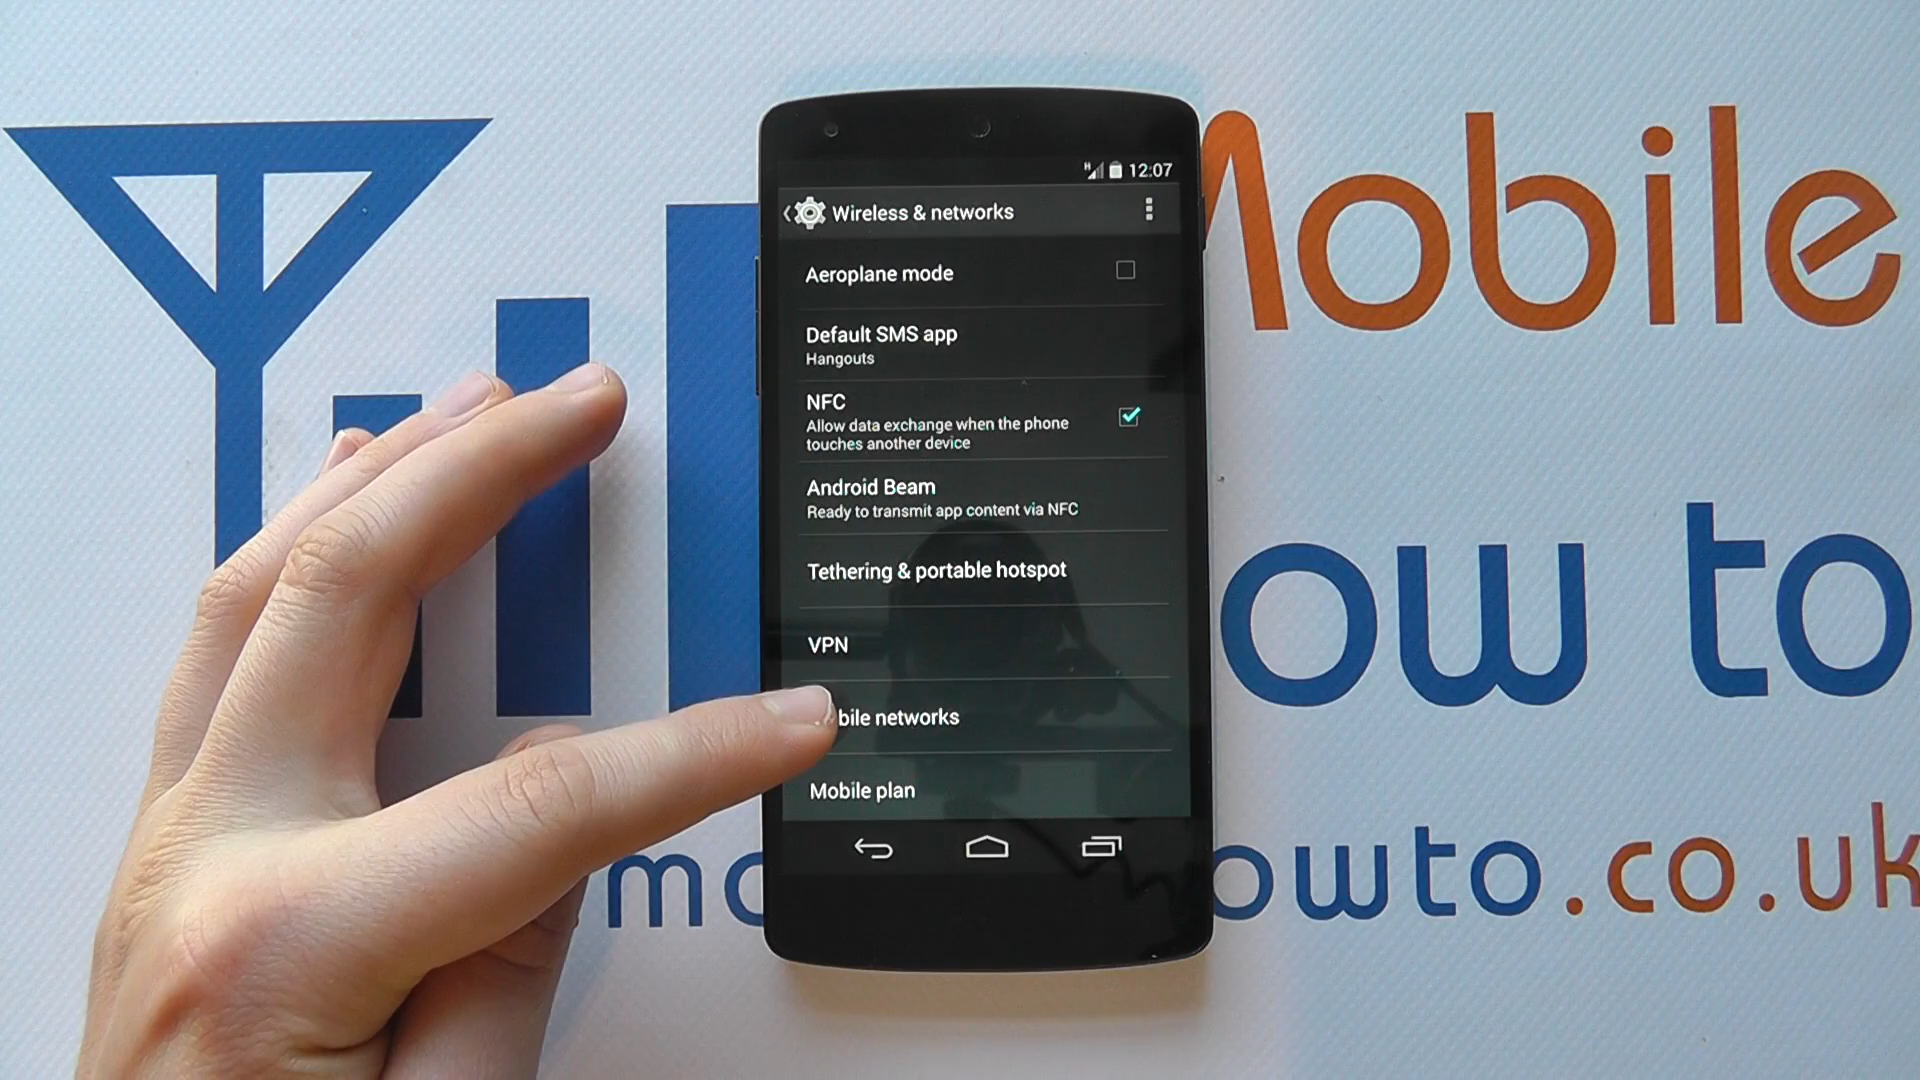 Mobile
ow to
owto.co.uk
H 12:07
Wireless & networks
Aeroplane mode
Default SMS app
Hangouts
NFC
Allow data exchange when the phone
touches another device
Android Beam
Ready to transmit app content via NFC
Tethering & portable hotspot
VPN
bile networks
Mobile plan